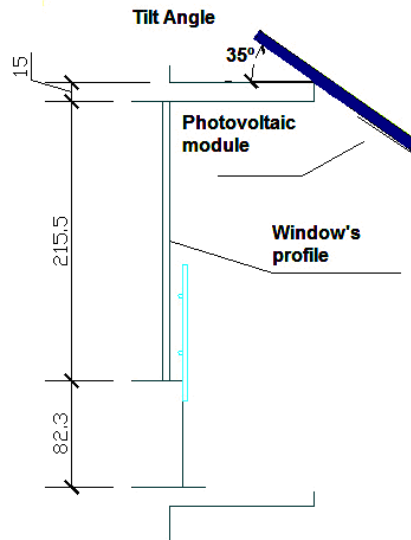 Tilt Angle
35º
15
Photovoltaic
module
215.5
Window's
profile
82.3